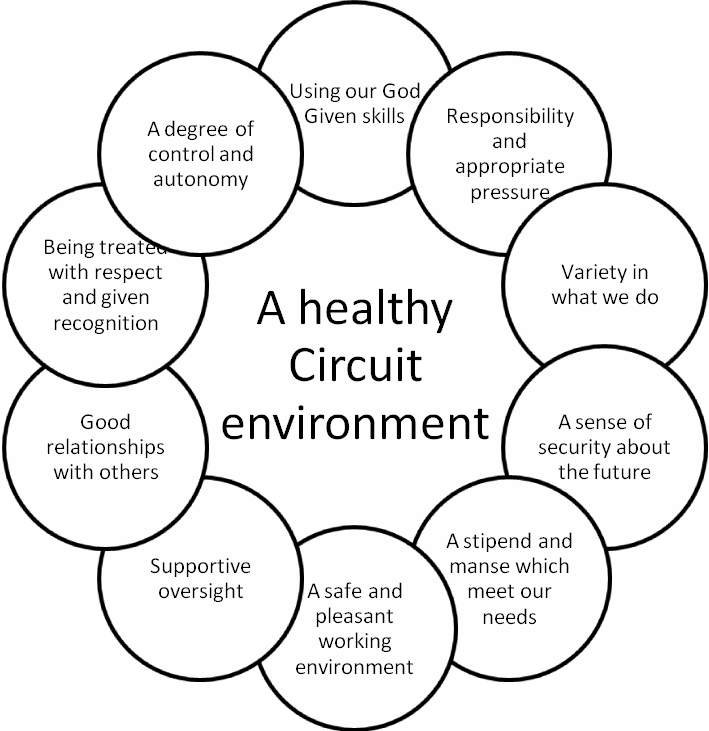 Using our God
Given skills
Responsibility
and
appropriate
pressure
Variety in
what we do
A sense of
security about
the future
A stipend and
manse which
meet our
needs
A safe and
pleasant
working
environment
Supportive
oversight
Good
relationships
with others
Being treated
with respect
and given
recognition
A degree of
control and
autonomy
A healthy
Circuit
environment